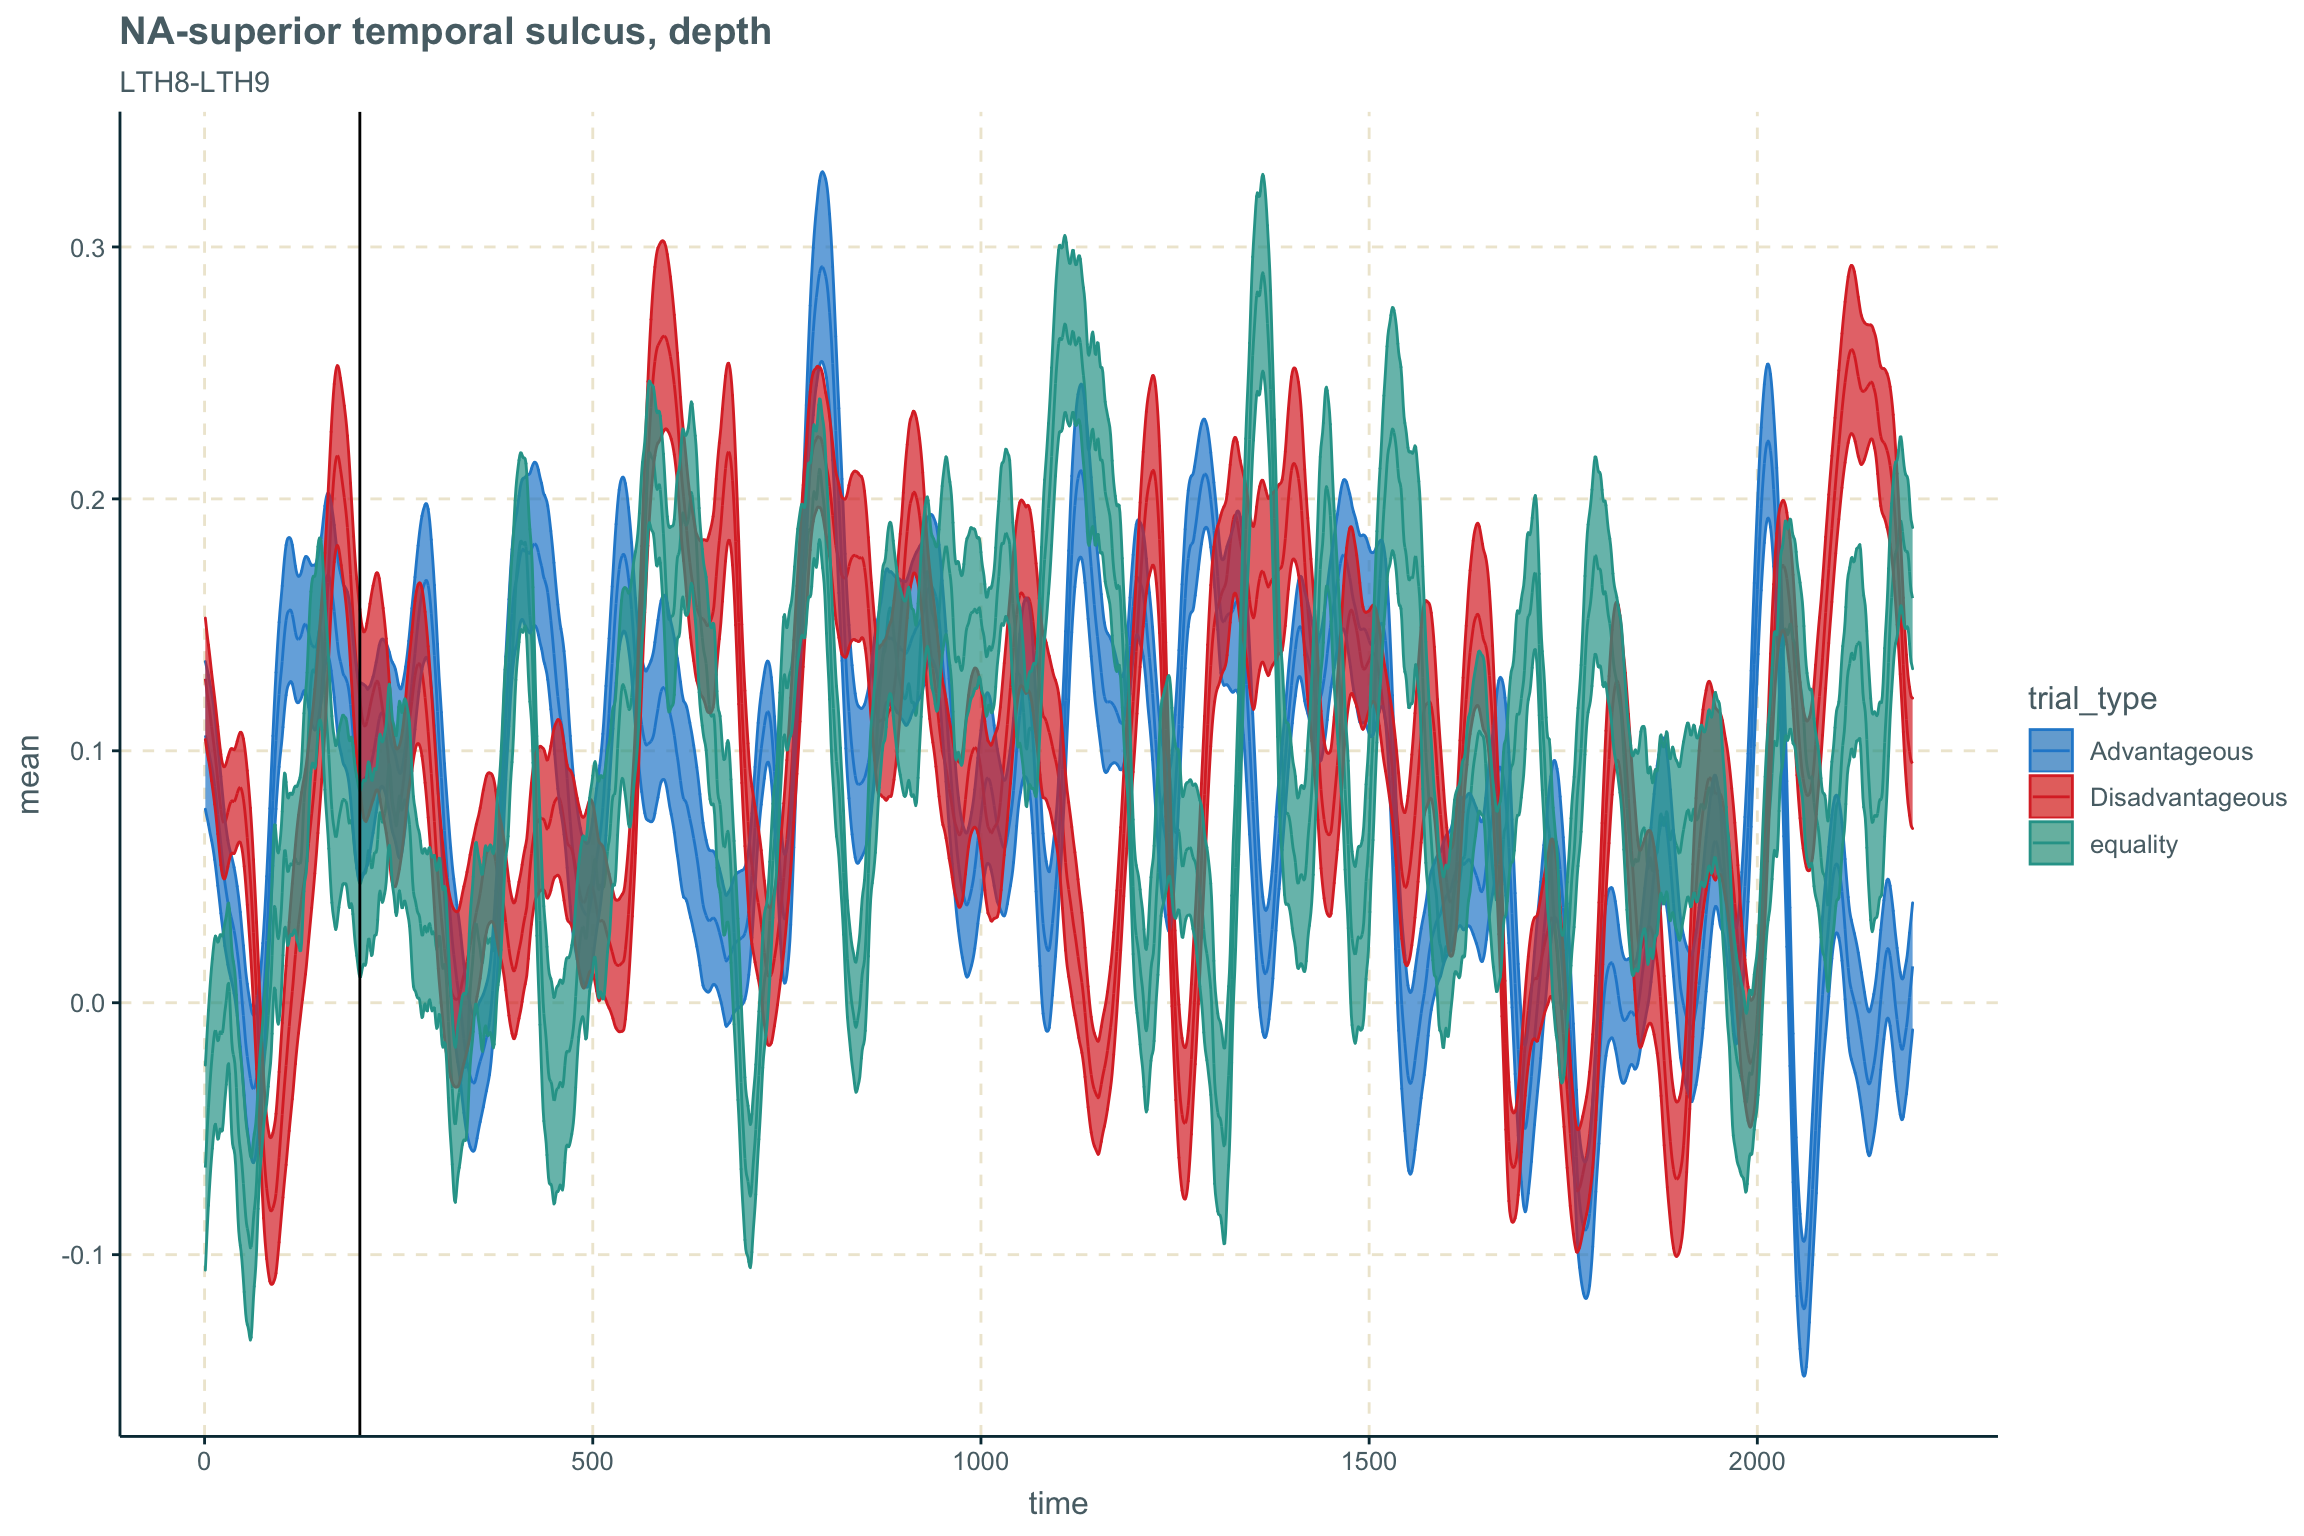 NA-superior temporal sulcus, depth
LTH8-LTH9
0.3
0.2
0.1
0.0
-0.1
mean
0
500
1000
1500
2000
time
trial_type
Advantageous
Disadvantageous
equality